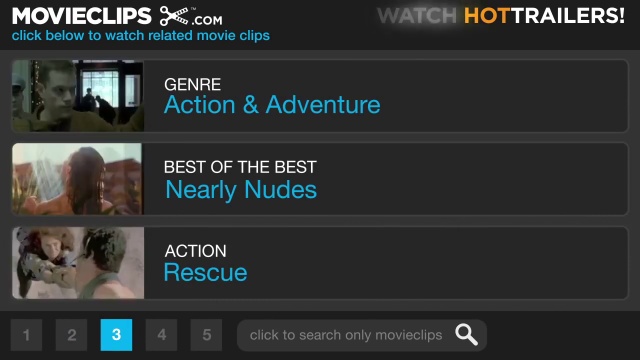 MOVIECLIPS .COM™
WATCH HOTTRAILERS!
click below to watch related movie clips
GENRE
Action & Adventure
BEST OF THE BEST
Nearly Nudes
ACTION
Rescue
1 2 3 4 5 click to search only movieclips